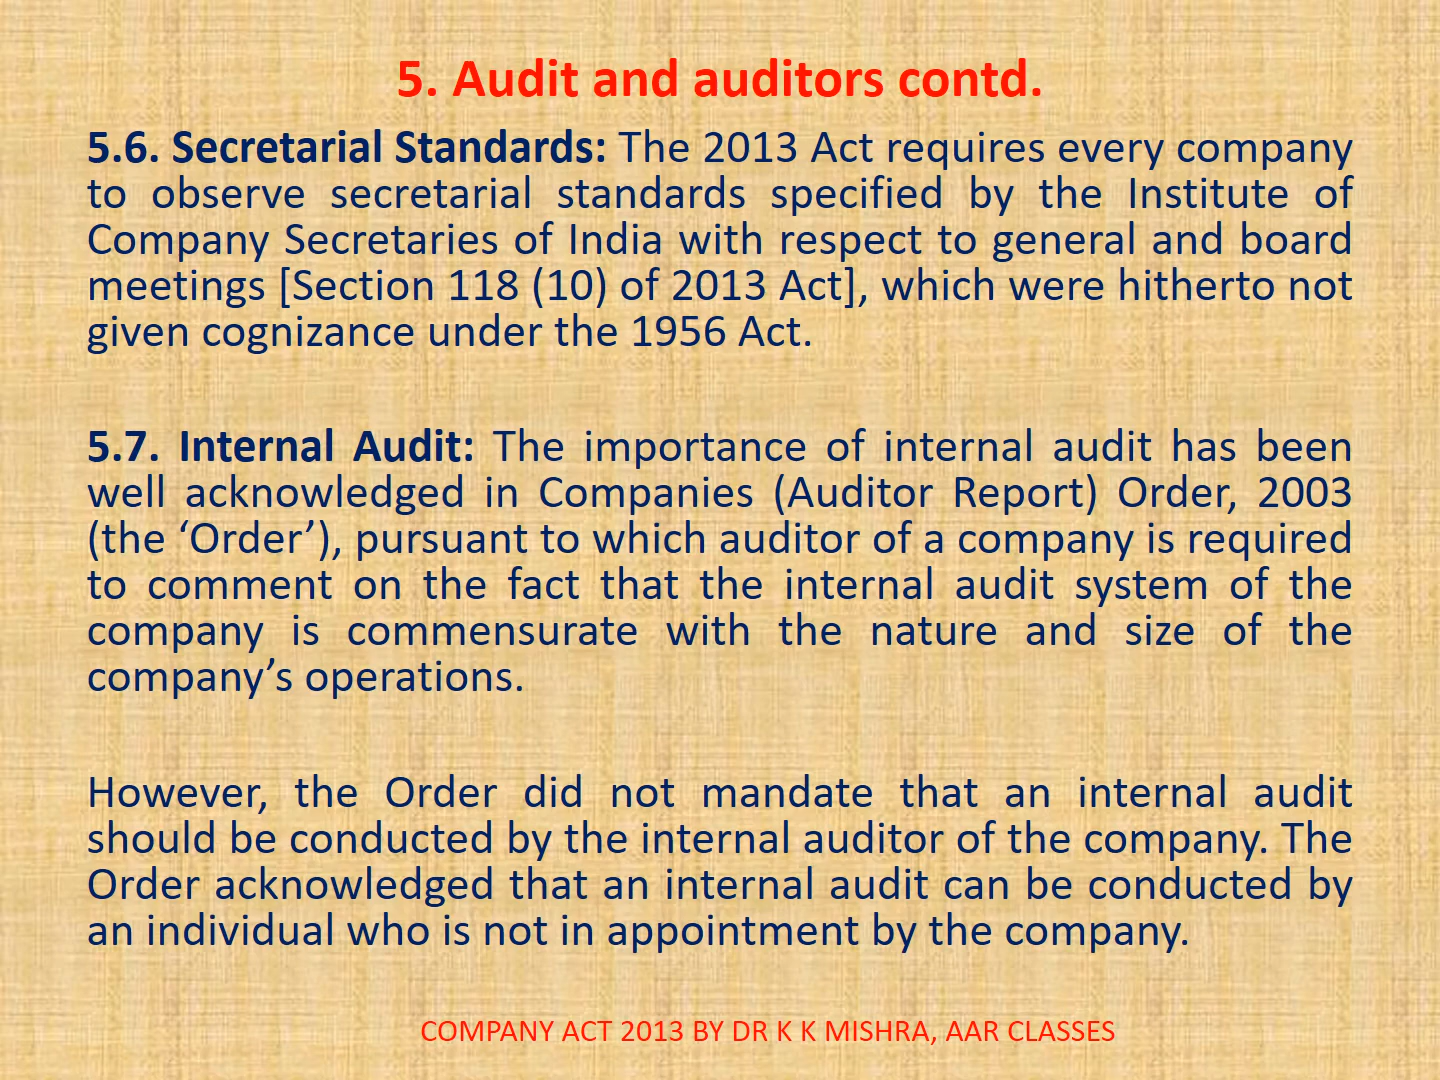 5. Audit and auditors contd.
5.6. Secretarial Standards: The 2013 Act requires every company
to observe secretarial standards specified by the Institute of
Company Secretaries of India with respect to general and board
meetings [Section 118 (10) of 2013 Act], which were hitherto not
given cognizance under the 1956 Act.
5.7. Internal Audit: The importance of internal audit has been
well acknowledged in Companies (Auditor Report) Order, 2003
(the ‘Order’), pursuant to which auditor of a company is required
to comment on the fact that the internal audit system of the
company is commensurate with the nature and size of the
company’s operations.
However, the Order did not mandate that an internal audit
should be conducted by the internal auditor of the company. The
Order acknowledged that an internal audit can be conducted by
an individual who is not in appointment by the company.
COMPANY ACT 2013 BY DR K K MISHRA, AAR CLASSES